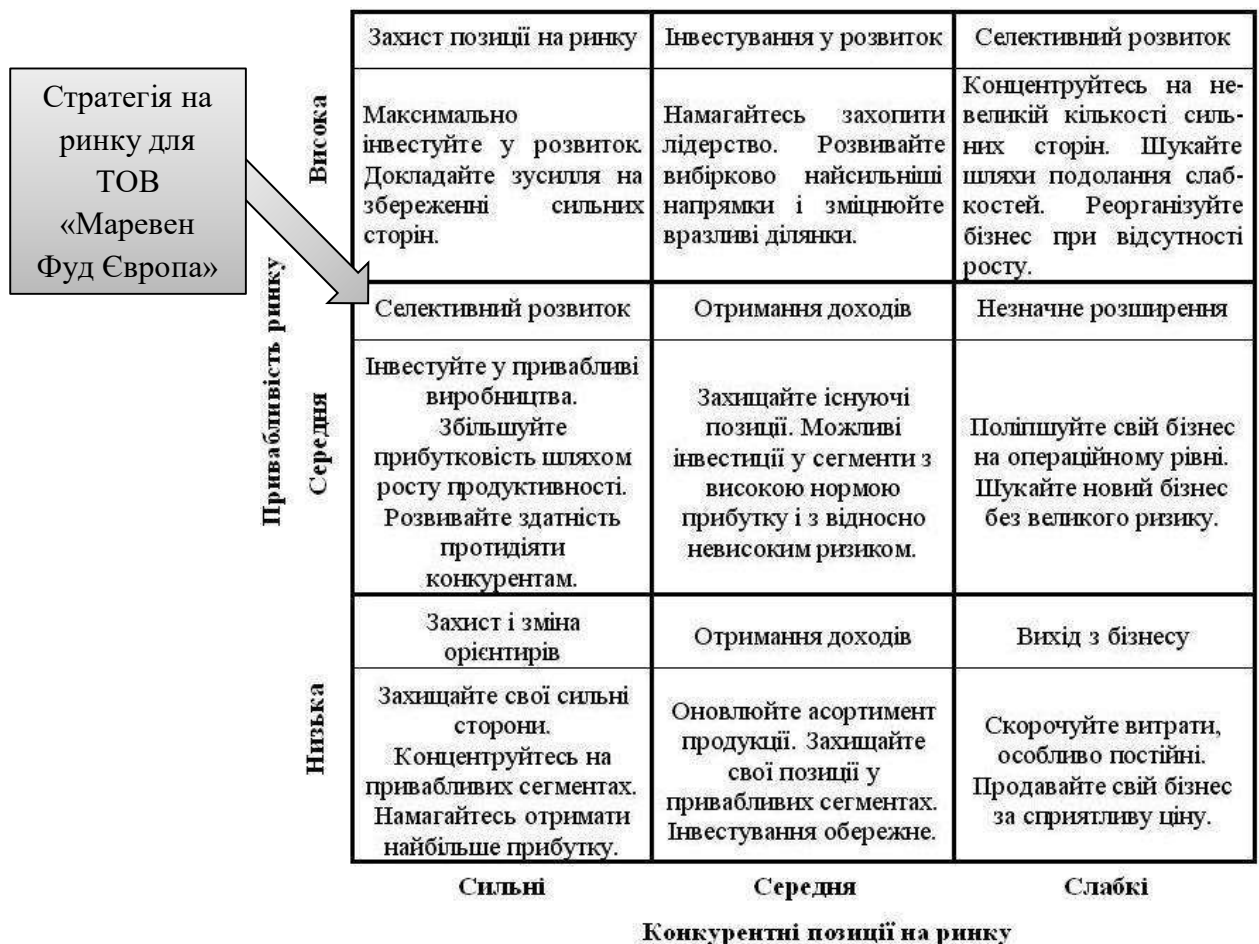 Стратегія на
ринку для
ТОВ
«Маревен
Фуд Європа»
Привабливість ринку
Висока
Захист позиції на ринку
Інвестування у розвиток
Селективний розвиток
Максимально
інвестуйте у розвиток.
Докладайте зусилля на
збереженні сильних
сторін.
Намагайтесь захопити
лідерство. Розвивайте
вибірково найсильніші
напрямки і зміцнюйте
вразливі ділянки.
Концентруйтесь на не-
великій кількості силь-
них сторін. Шукайте
шляхи подолання слаб-
костей. Реорганізуйте
бізнес при відсутності
росту.
Середня
Селективний розвиток
Отримання доходів
Незначне розширення
Інвестуйте у привабливі
виробництва.
Збільшуйте
прибутковість шляхом
росту продуктивності.
Розвивайте здатність
протидіяти
конкурентам.
Захищайте існуючі
позиції. Можливі
інвестиції у сегменти з
високою нормою
прибутку і з відносно
невисоким ризиком.
Поліпшуйте свій бізнес
на операційному рівні.
Шукайте новий бізнес
без великого ризику.
Низька
Захист і зміна
орієнтирів
Отримання доходів
Вихід з бізнесу
Захищайте свої сильні
сторони.
Концентруйтесь на
привабливих сегментах.
Намагайтесь отримати
найбільше прибутку.
Оновлюйте асортимент
продукції. Захищайте
свої позиції у
привабливих сегментах.
Інвестування обережне.
Скорочуйте витрати,
особливо постійні.
Продавайте свій бізнес
за сприятливу ціну.
Сильні
Середня
Слабкі
Конкурентні позиції на ринку